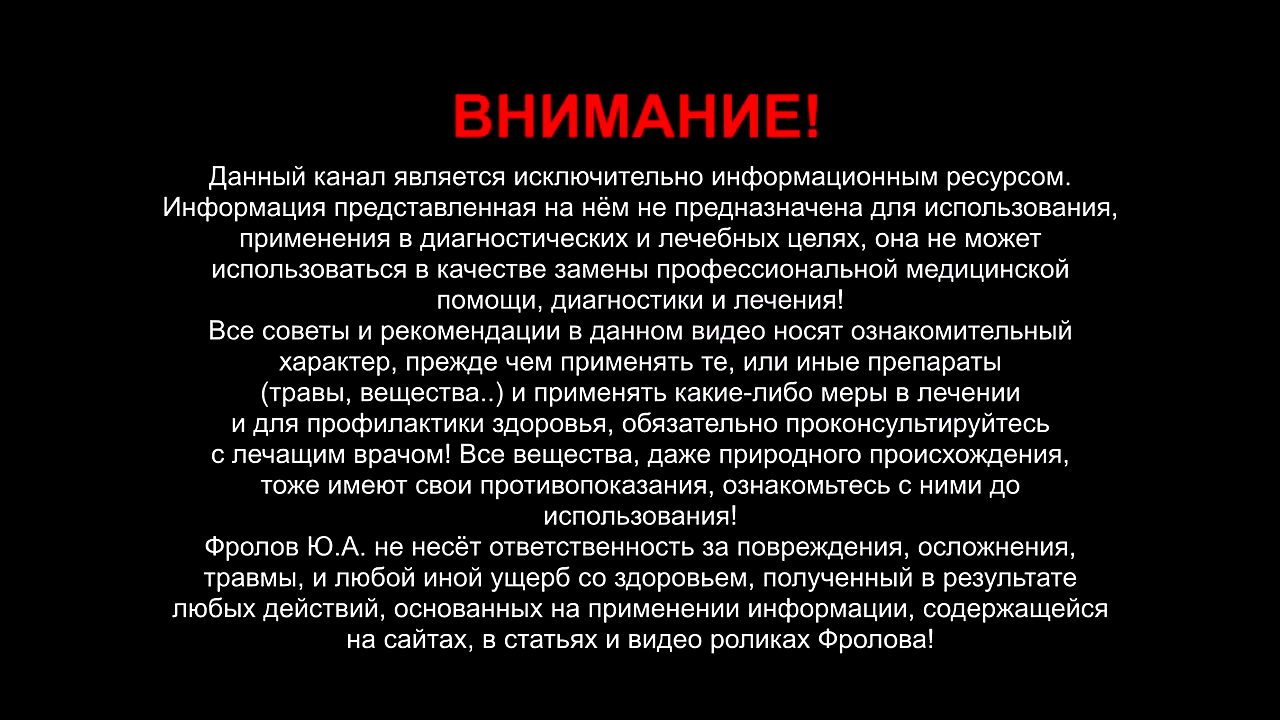 ВНИМАНИЕ!
Данный канал является исключительно информационным ресурсом.
Информация представленная на нём не предназначена для использования,
применения в диагностических и лечебных целях, она не может
использоваться в качестве замены профессиональной медицинской
помощи, диагностики и лечения!
Все советы и рекомендации в данном видео носят ознакомительный
характер, прежде чем применять те, или иные препараты
(травы, вещества..) и применять какие-либо меры в лечении
и для профилактики здоровья, обязательно проконсультируйтесь
с лечащим врачом! Все вещества, даже природного происхождения,
тоже имеют свои противопоказания, ознакомьтесь с ними до
использования!
Фролов Ю.А. не несёт ответственность за повреждения, осложнения,
травмы, и любой иной ущерб со здоровьем, полученный в результате
любых действий, основанных на применении информации, содержащейся
на сайтах, в статьях и видео роликах Фролова!